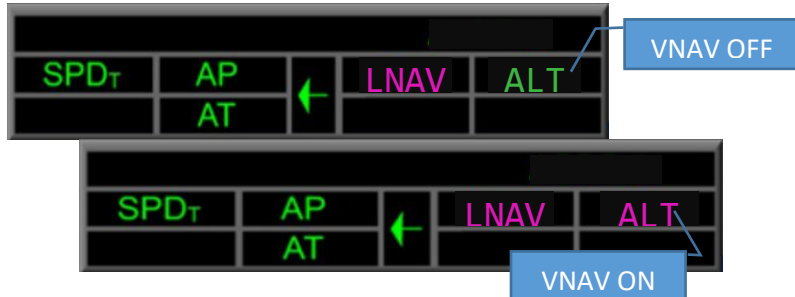 VNAV OFF
SPDT AP ← LNAV ALT
AT
SPDT AP ← LNAV ALT
AT
VNAV ON